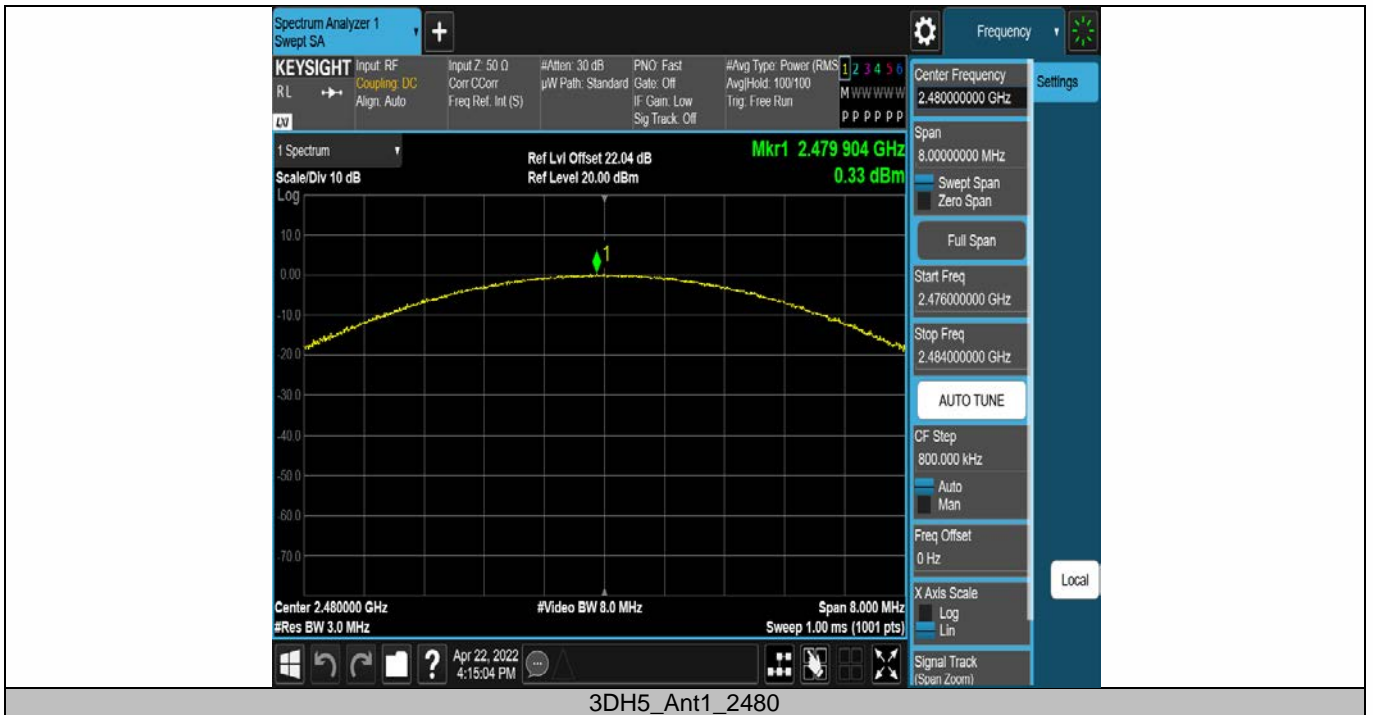 Spectrum Analyzer 1
Swept SA
+
Frequency
KEYSIGHT
RL
Input: RF
Coupling: DC
Align: Auto
Input Z: 50 Ω
Corr CCorr
Freq Ref: Int (S)
#Atten: 30 dB
µW Path: Standard
PNO: Fast
Gate: Off
IF Gain: Low
Sig Track: Off
#Avg Type: Power (RMS
Avg|Hold: 100/100
Trig: Free Run
1 2 3 4 5 6
M W W W W W
P P P P P P
Center Frequency
2.480000000 GHz
Settings
Span
8.00000000 MHz
Swept Span
Zero Span
Full Span
Start Freq
2.476000000 GHz
Stop Freq
2.484000000 GHz
AUTO TUNE
CF Step
800.000 kHz
Auto
Man
Freq Offset
0 Hz
X Axis Scale
Log
Lin
Signal Track
(Span Zoom)
Local
1 Spectrum
Scale/Div 10 dB
Log
Ref Lvl Offset 22.04 dB
Ref Level 20.00 dBm
Mkr1 2.479 904 GHz
0.33 dBm
10.0
0.00
-10.0
-20.0
-30.0
-40.0
-50.0
-60.0
-70.0
1
Center 2.480000 GHz
#Res BW 3.0 MHz
#Video BW 8.0 MHz
Span 8.000 MHz
Sweep 1.00 ms (1001 pts)
?
Apr 22, 2022
4:15:04 PM
3DH5_Ant1_2480